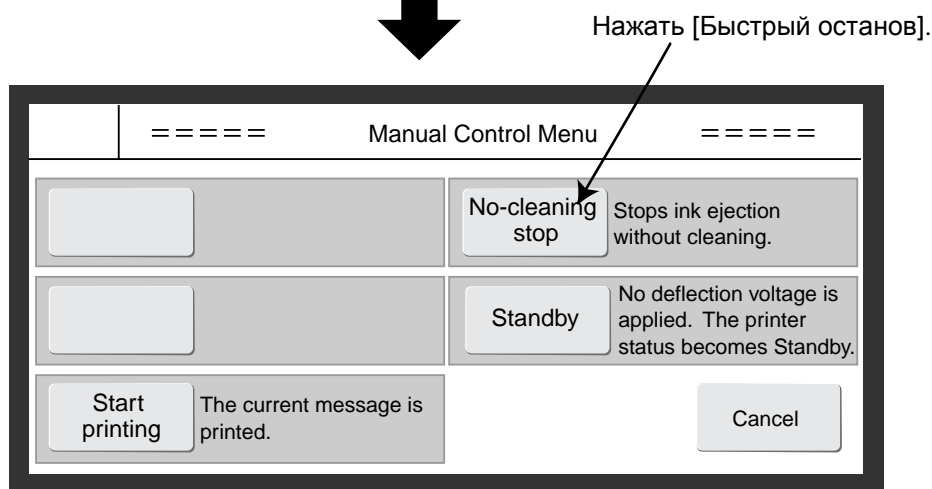 Нажать [Быстрый останов].
===== Manual Control Menu =====
No-cleaning
stop
Stops ink ejection
without cleaning.
Standby
No deflection voltage is
applied. The printer
status becomes Standby.
Start
printing
The current message is
printed.
Cancel